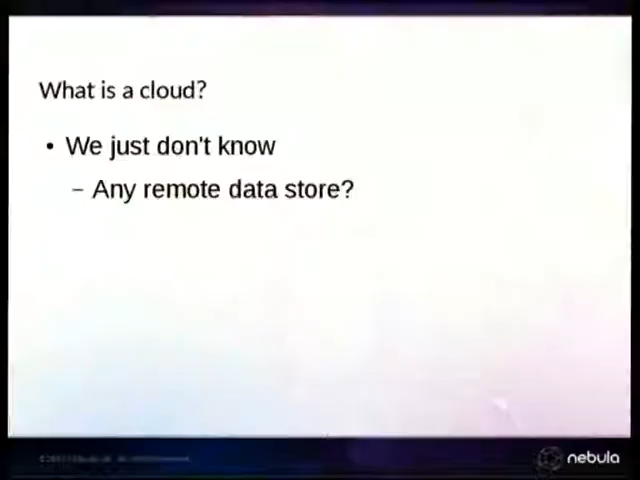 What is a cloud?
• We just don't know
– Any remote data store?
nebula